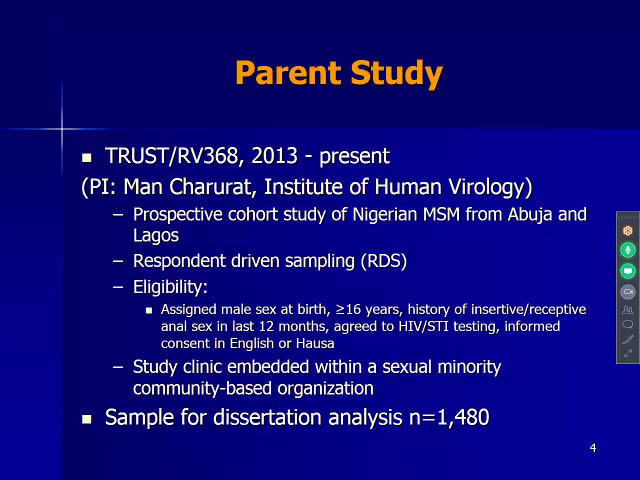 Parent Study
■ TRUST/RV368, 2013 - present
(PI: Man Charurat, Institute of Human Virology)
– Prospective cohort study of Nigerian MSM from Abuja and
Lagos
– Respondent driven sampling (RDS)
– Eligibility:
■ Assigned male sex at birth, ≥16 years, history of insertive/receptive
anal sex in last 12 months, agreed to HIV/STI testing, informed
consent in English or Hausa
– Study clinic embedded within a sexual minority
community-based organization
■ Sample for dissertation analysis n=1,480
4